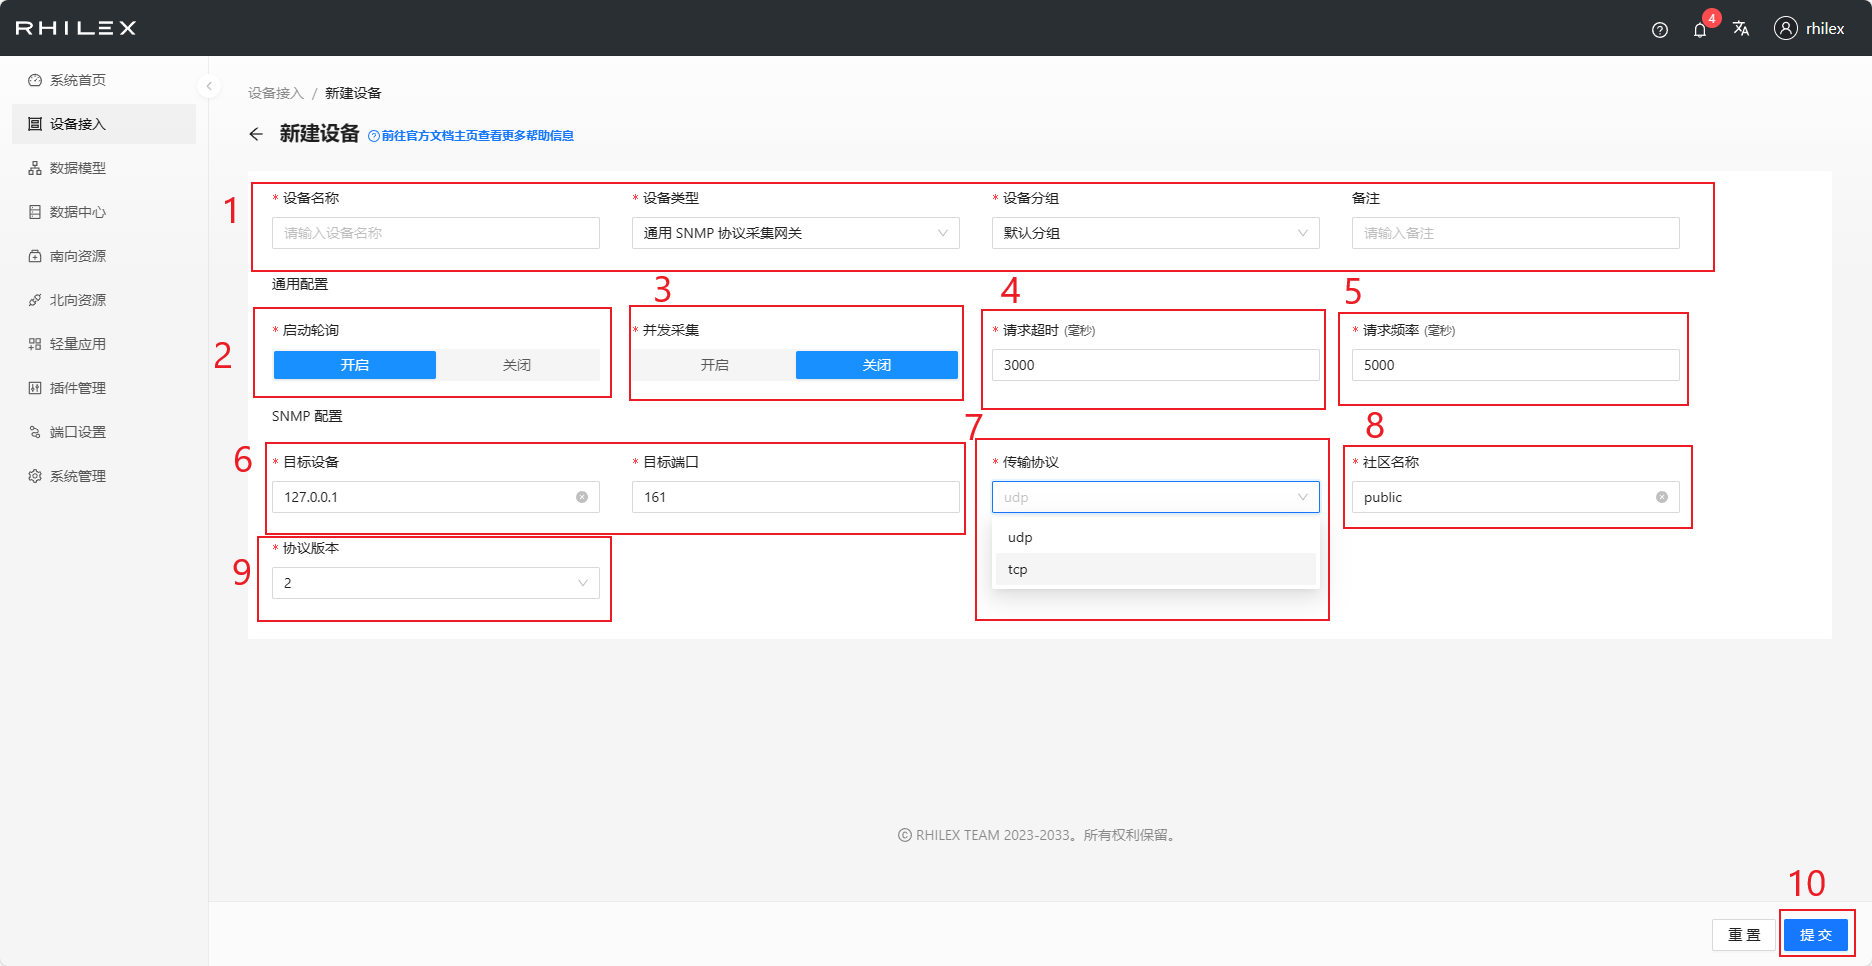 RHILEX
4
rhilex
系统首页
设备接入
数据模型
数据中心
南向资源
北向资源
轻量应用
插件管理
端口设置
系统管理
设备接入 / 新建设备
新建设备 前往官方文档主页查看更多帮助信息
1
* 设备名称 * 设备类型 * 设备分组 备注
请输入设备名称 通用 SNMP 协议采集网关 默认分组 请输入备注
通用配置
2 3 4 5
* 启动轮询 * 并发采集 * 请求超时 (毫秒) * 请求频率 (毫秒)
开启 关闭 开启 关闭 3000 5000
SNMP 配置
6 7 8
* 目标设备 * 目标端口 * 传输协议 * 社区名称
127.0.0.1 161 udp public
udp
tcp
9
* 协议版本
2
© RHILEX TEAM 2023-2033。所有权利保留。
10
重 置 提 交